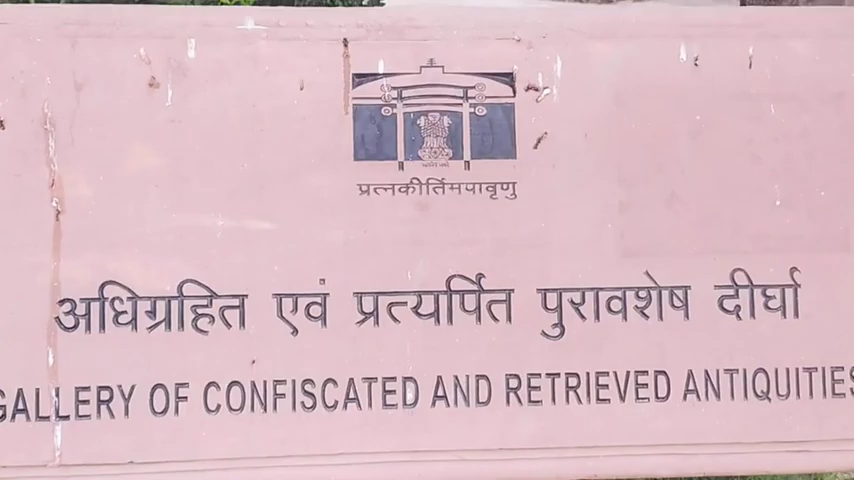 प्रत्नकीर्तिमपावृणु
अधिग्रहित एवं प्रत्यर्पित पुरावशेष दीर्घा
GALLERY OF CONFISCATED AND RETRIEVED ANTIQUITIES